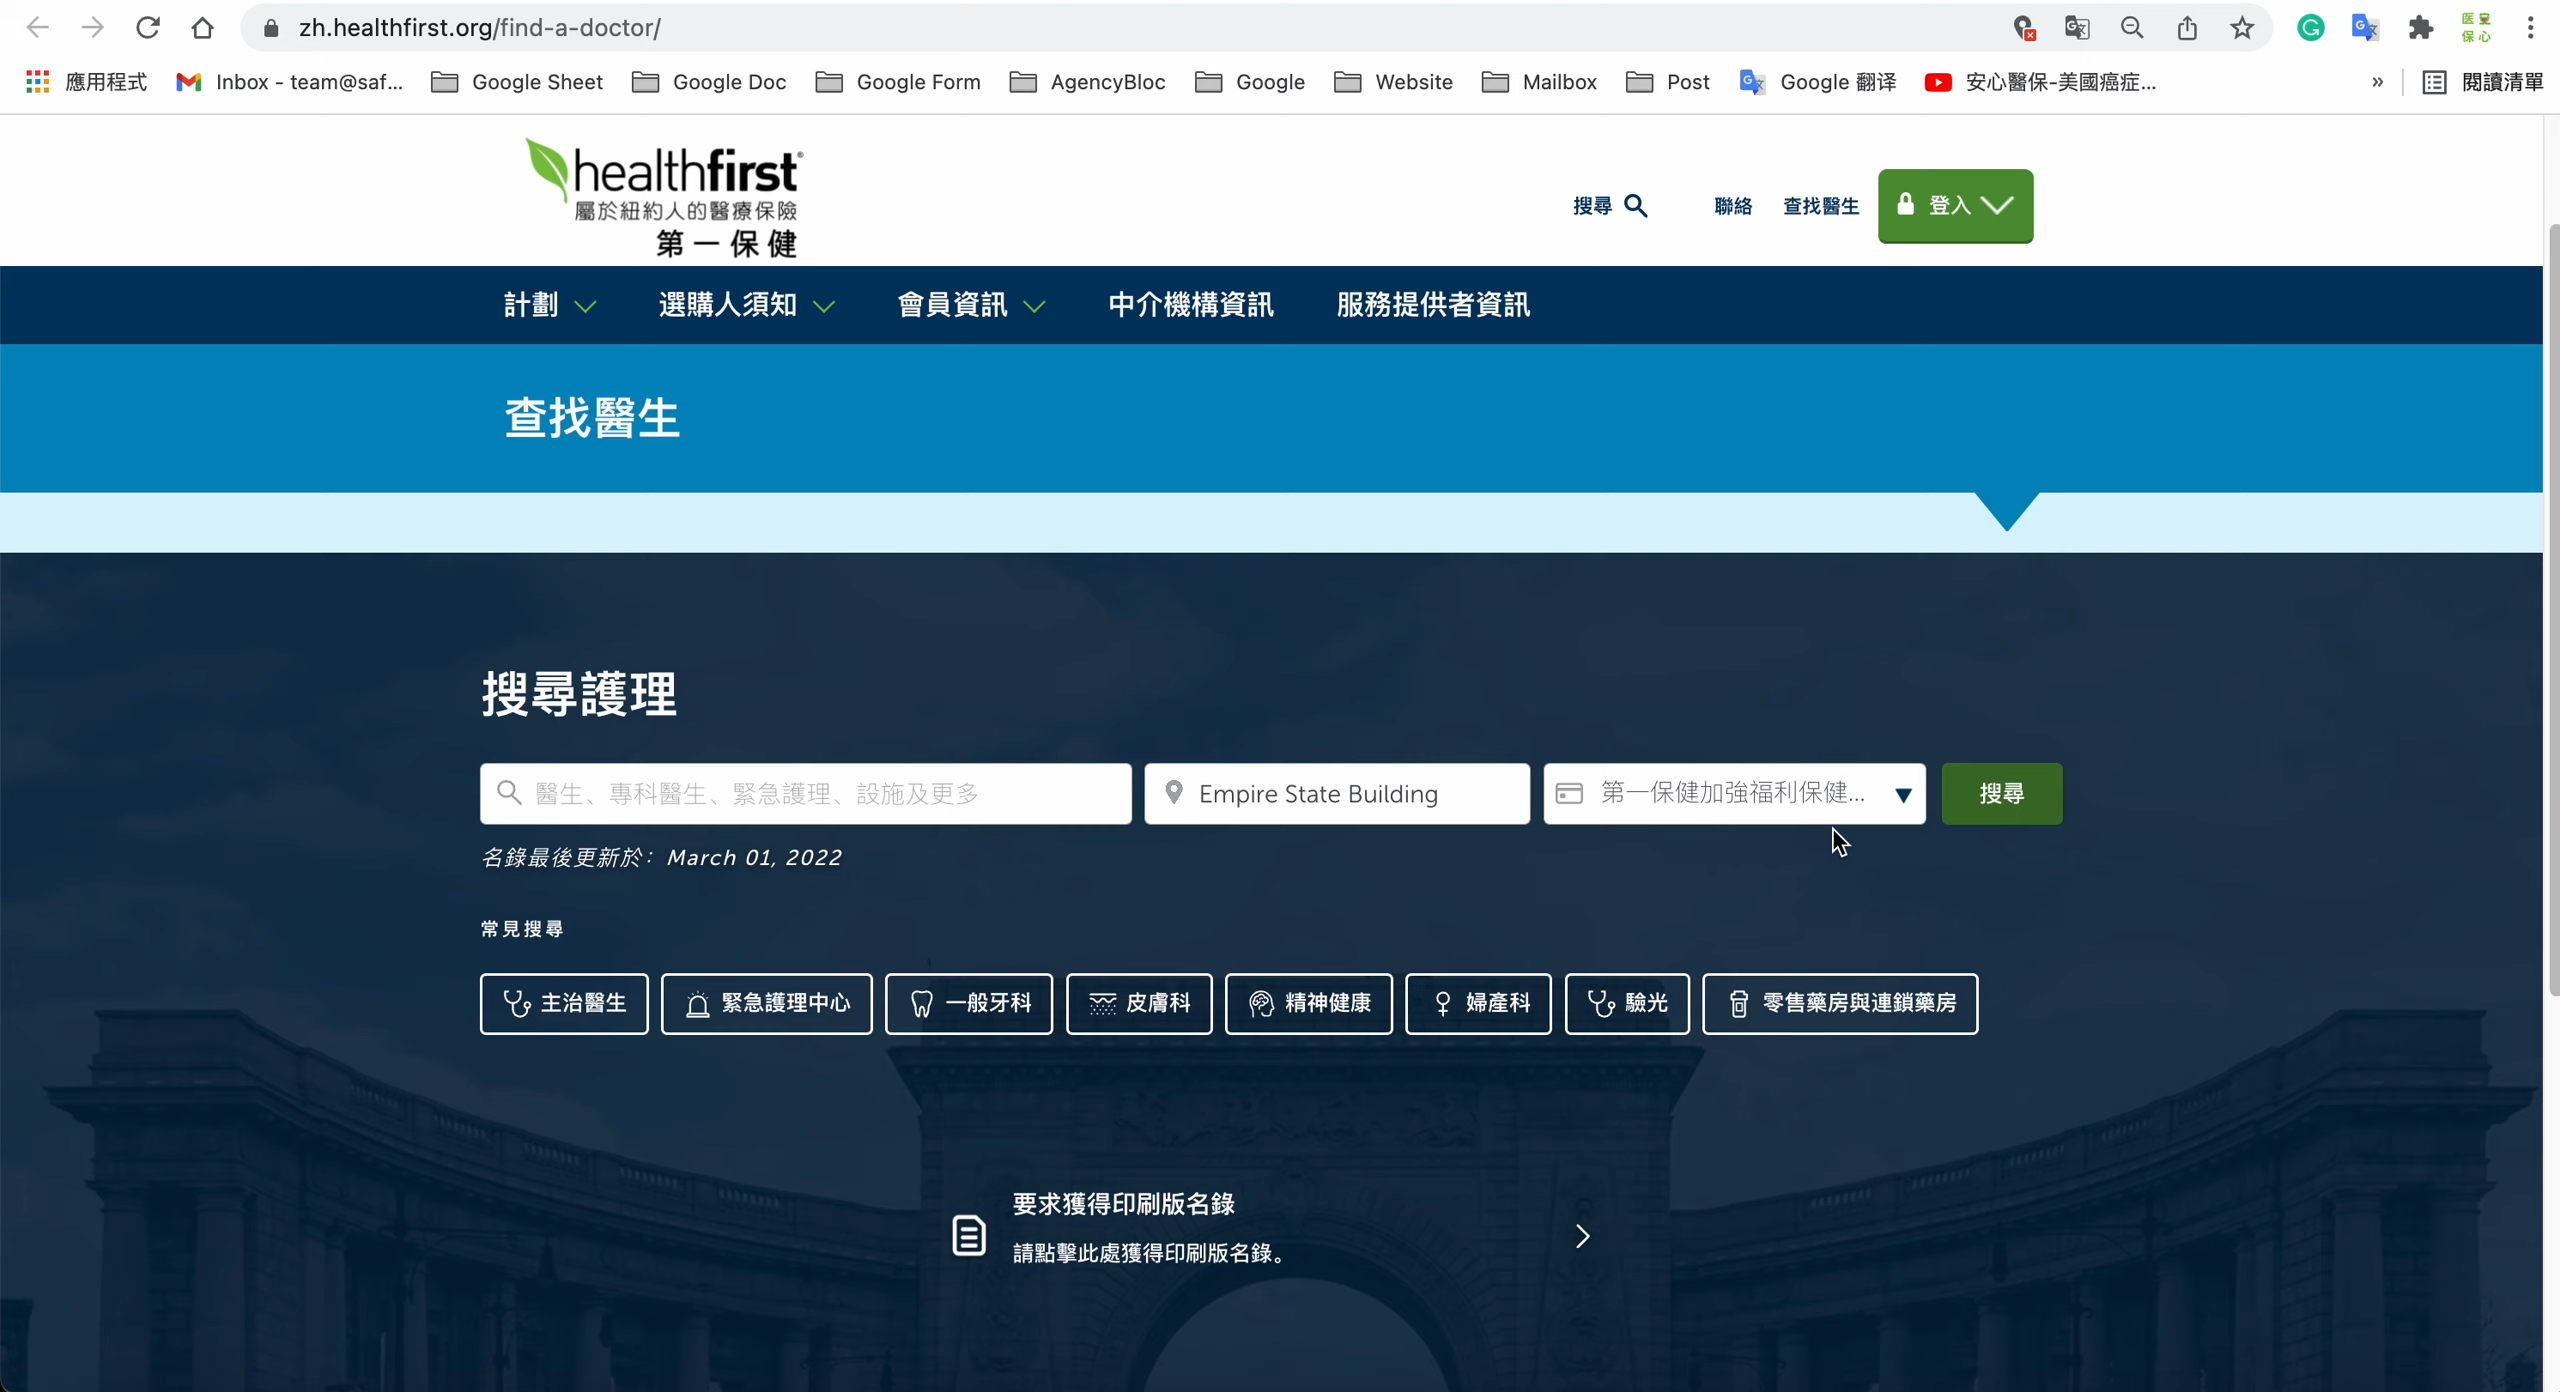 zh.healthfirst.org/find-a-doctor/
應用程式 Inbox - team@saf... Google Sheet Google Doc Google Form AgencyBloc Google Website Mailbox Post Google 翻译 安心醫保-美國癌症... » 閱讀清單
healthfirst
屬於紐約人的醫療保險
第一保健
搜尋 聯絡 查找醫生 登入
計劃 選購人須知 會員資訊 中介機構資訊 服務提供者資訊
查找醫生
搜尋護理
醫生、專科醫生、緊急護理、設施及更多 Empire State Building 第一保健加強福利保健... 搜尋
名錄最後更新於：March 01, 2022
常見搜尋
主治醫生 緊急護理中心 一般牙科 皮膚科 精神健康 婦產科 驗光 零售藥房與連鎖藥房
要求獲得印刷版名錄
請點擊此處獲得印刷版名錄。